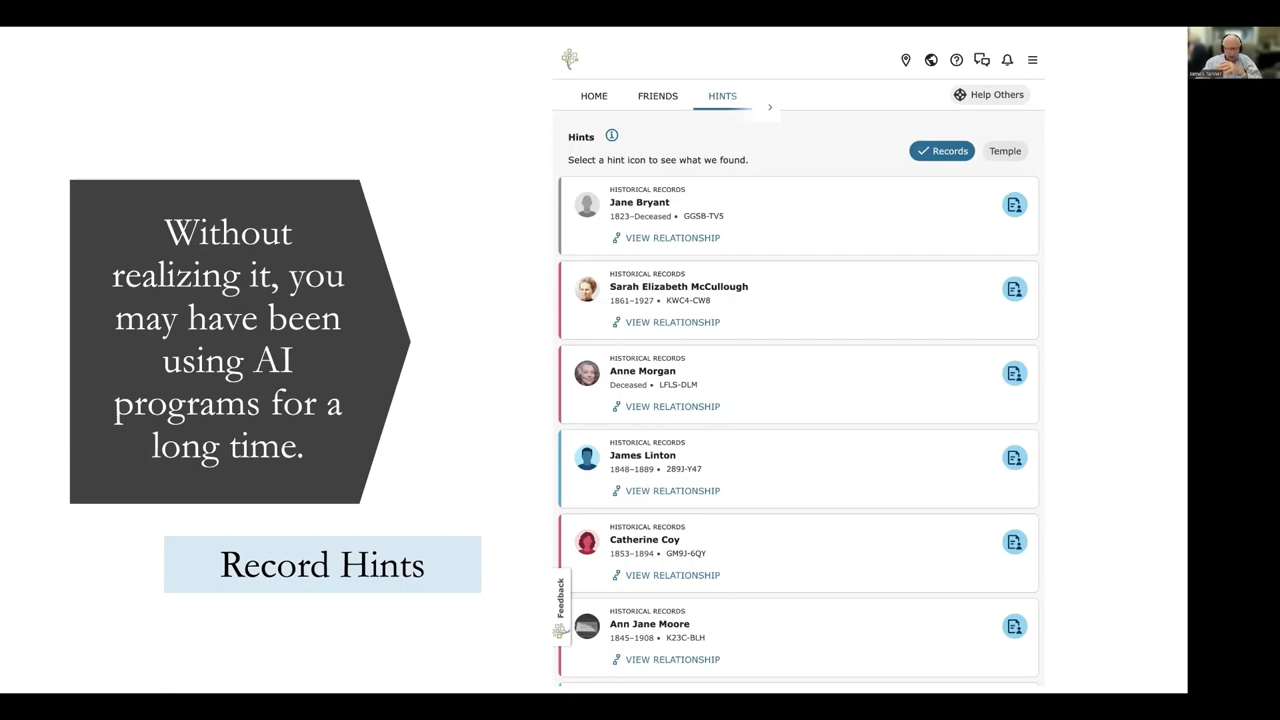 Without
realizing it, you
may have been
using AI
programs for a
long time.
Record Hints
HOME FRIENDS HINTS
Help Others
Hints
Select a hint icon to see what we found.
Records Temple
HISTORICAL RECORDS
Jane Bryant
1823–Deceased • GGSB-TV5
VIEW RELATIONSHIP
HISTORICAL RECORDS
Sarah Elizabeth McCullough
1861–1927 • KWC4-CW8
VIEW RELATIONSHIP
HISTORICAL RECORDS
Anne Morgan
Deceased • LFLS-DLM
VIEW RELATIONSHIP
HISTORICAL RECORDS
James Linton
1848–1889 • 289J-Y47
VIEW RELATIONSHIP
HISTORICAL RECORDS
Catherine Coy
1853–1894 • GM9J-6QY
VIEW RELATIONSHIP
HISTORICAL RECORDS
Ann Jane Moore
1845–1908 • K23C-BLH
VIEW RELATIONSHIP
Feedback
James Tanner